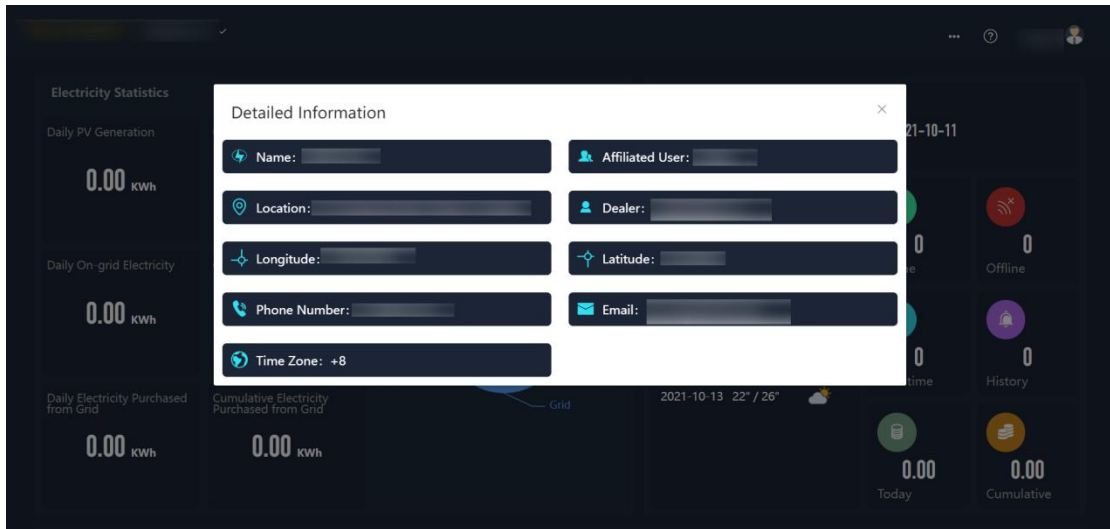 Electricity Statistics
Detailed Information
21-10-11
Daily PV Generation
Name:
Affiliated User:
0.00 KWh
Location:
Dealer:
0
0
Daily On-grid Electricity
Longitude:
Latitude:
e
Offline
0.00 KWh
Phone Number:
Email:
0
0
Time Zone: +8
time
History
Daily Electricity Purchased
from Grid
Cumulative Electricity
Purchased from Grid
Grid
2021-10-13 22° / 26°
0.00 KWh
0.00 KWh
0.00
0.00
Today
Cumulative